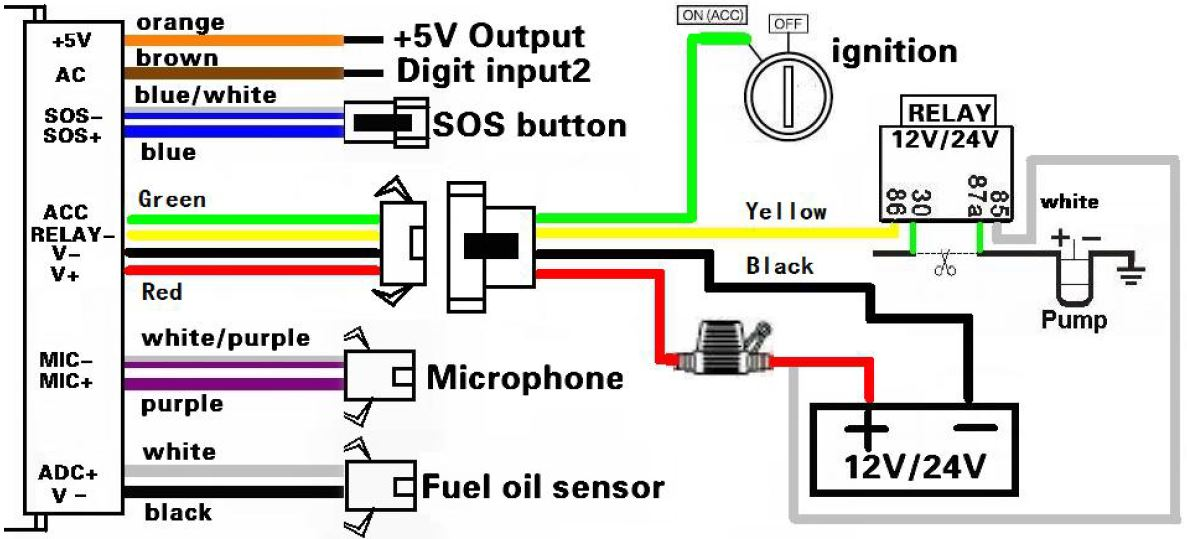 orange
+5V
+5V Output
brown
AC
Digit input2
blue/white
SOS-
SOS+
SOS button
blue
Green
ACC
RELAY-
V-
V+
Red
white/purple
MIC-
MIC+
Microphone
purple
white
ADC+
V -
Fuel oil sensor
black
ON (ACC)
OFF
ignition
RELAY
12V/24V
86
30
87a
85
white
Yellow
Black
+ -
Pump
+ -
12V/24V